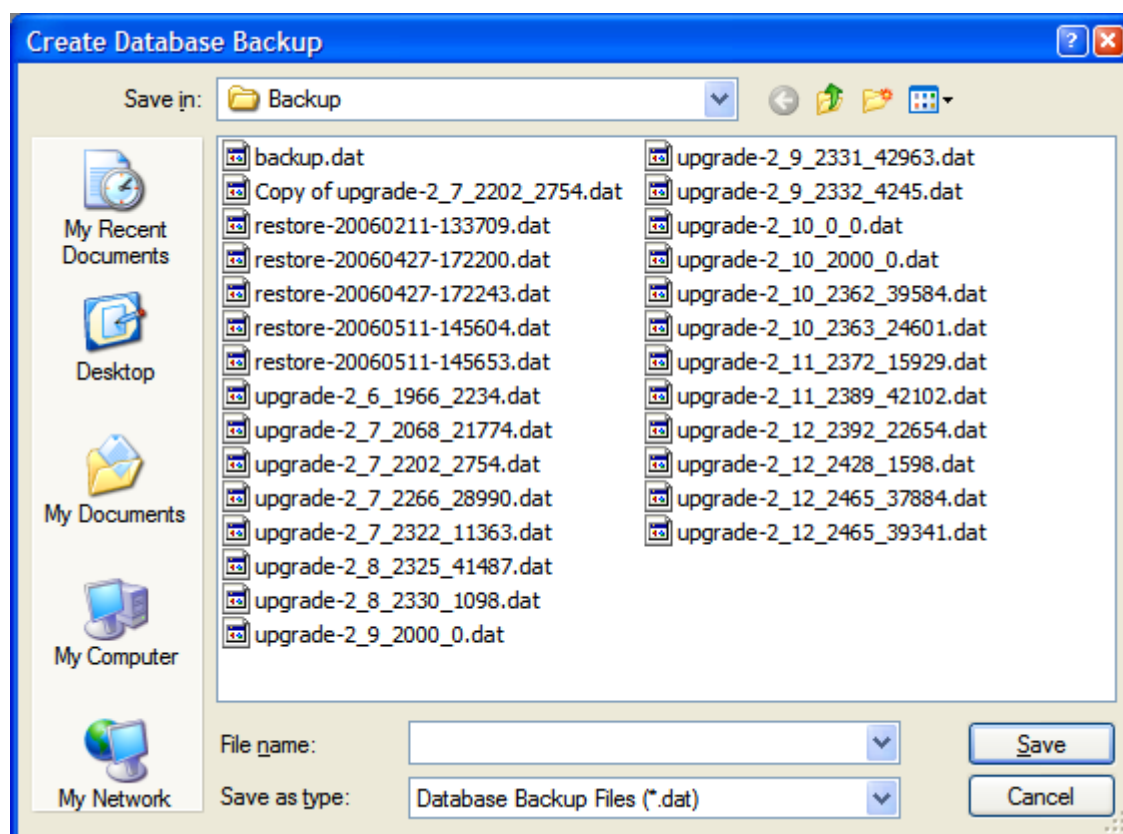 Create Database Backup
Save in:
Backup
My Recent
Documents
Desktop
My Documents
My Computer
My Network
backup.dat
Copy of upgrade-2_7_2202_2754.dat
restore-20060211-133709.dat
restore-20060427-172200.dat
restore-20060427-172243.dat
restore-20060511-145604.dat
restore-20060511-145653.dat
upgrade-2_6_1966_2234.dat
upgrade-2_7_2068_21774.dat
upgrade-2_7_2202_2754.dat
upgrade-2_7_2266_28990.dat
upgrade-2_7_2322_11363.dat
upgrade-2_8_2325_41487.dat
upgrade-2_8_2330_1098.dat
upgrade-2_9_2000_0.dat
upgrade-2_9_2331_42963.dat
upgrade-2_9_2332_4245.dat
upgrade-2_10_0_0.dat
upgrade-2_10_2000_0.dat
upgrade-2_10_2362_39584.dat
upgrade-2_10_2363_24601.dat
upgrade-2_11_2372_15929.dat
upgrade-2_11_2389_42102.dat
upgrade-2_12_2392_22654.dat
upgrade-2_12_2428_1598.dat
upgrade-2_12_2465_37884.dat
upgrade-2_12_2465_39341.dat
File name:
Save
Save as type:
Database Backup Files (*.dat)
Cancel